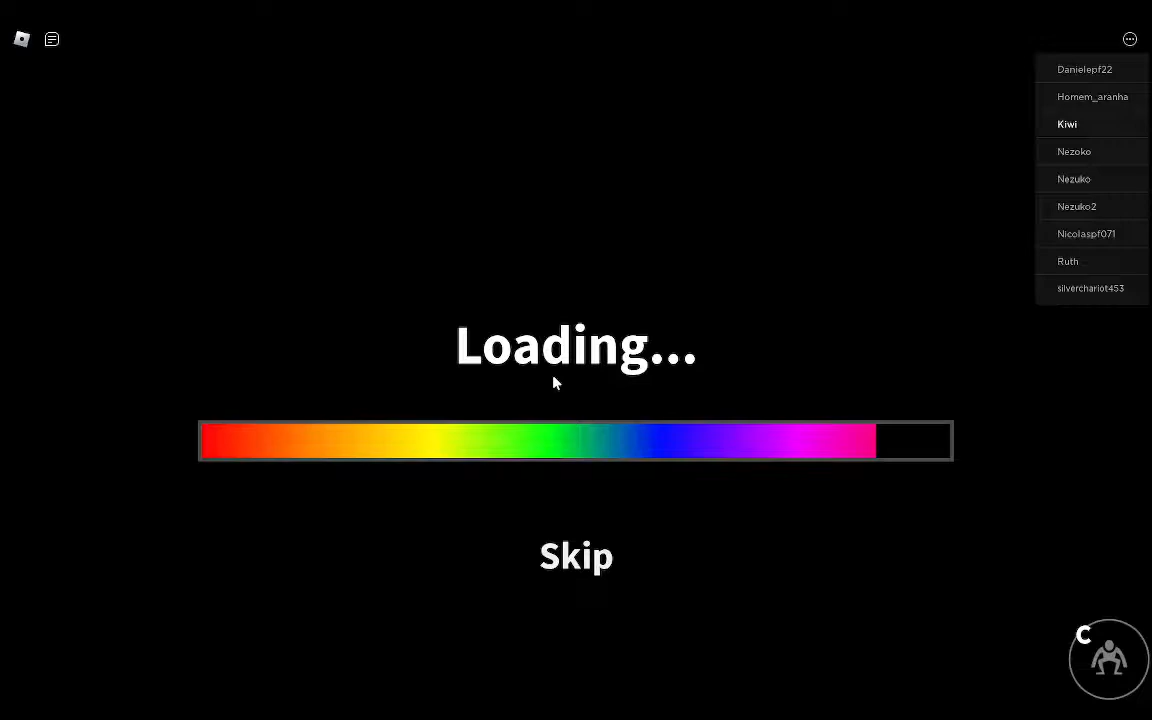 Danielepf22
Homem_aranha
Kiwi
Nezoko
Nezuko
Nezuko2
Nicolaspf071
Ruth
silverchariot453
Loading...
Skip
C